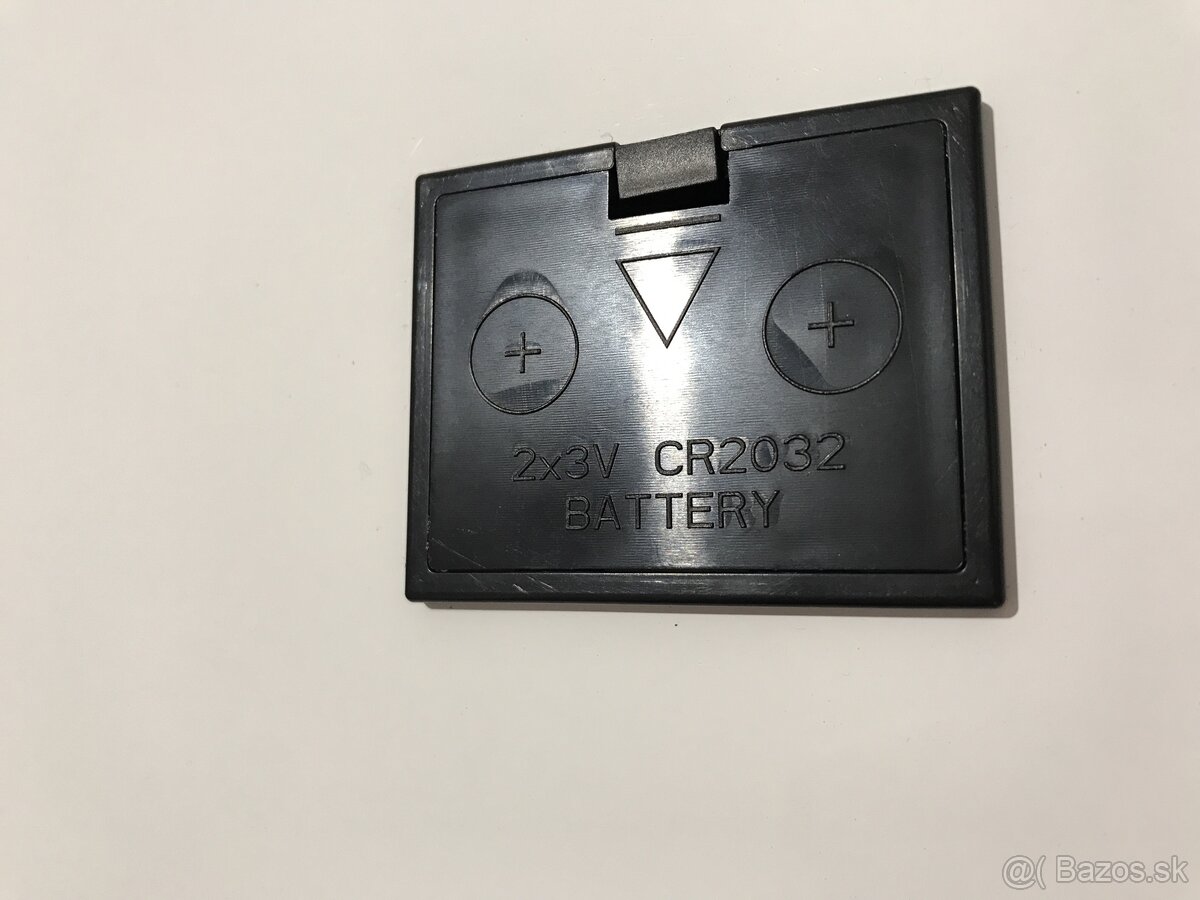 + +
2x3V CR2032
BATTERY
@( Bazos.sk